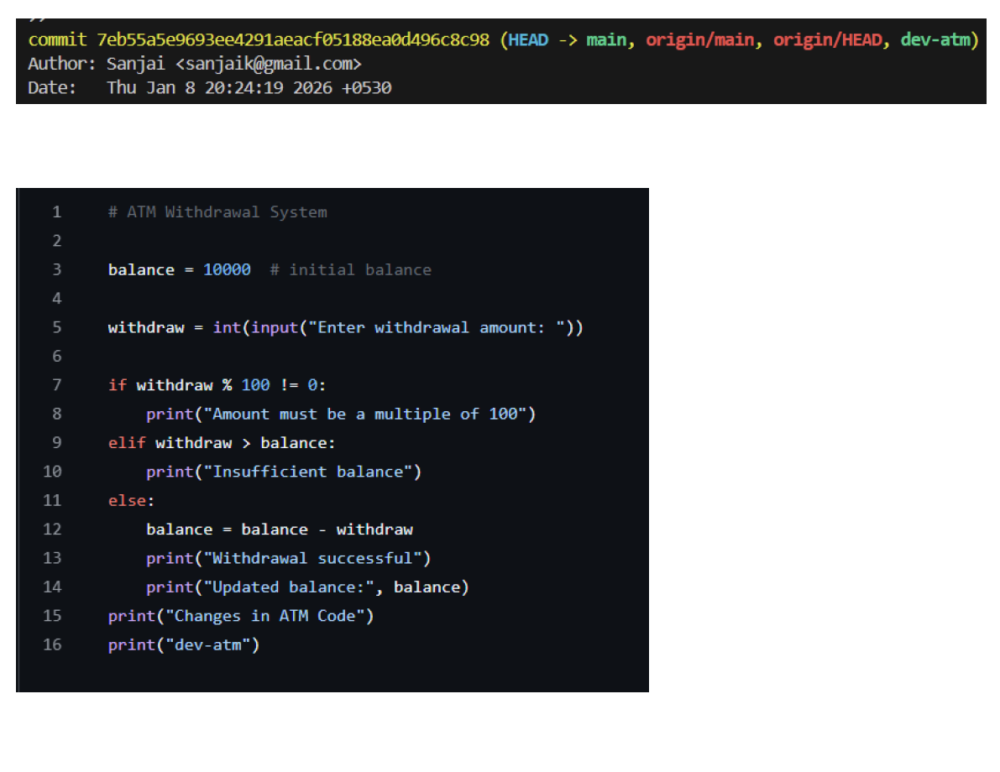 commit 7eb55a5e9693ee4291aeacf05188ea0d496c8c98 (HEAD -> main, origin/main, origin/HEAD, dev-atm)
Author: Sanjai <sanjaik@gmail.com>
Date:   Thu Jan 8 20:24:19 2026 +0530
1 # ATM Withdrawal System
2
3 balance = 10000  # initial balance
4
5 withdraw = int(input("Enter withdrawal amount: "))
6
7 if withdraw % 100 != 0:
8     print("Amount must be a multiple of 100")
9 elif withdraw > balance:
10     print("Insufficient balance")
11 else:
12     balance = balance - withdraw
13     print("Withdrawal successful")
14     print("Updated balance:", balance)
15 print("Changes in ATM Code")
16 print("dev-atm")